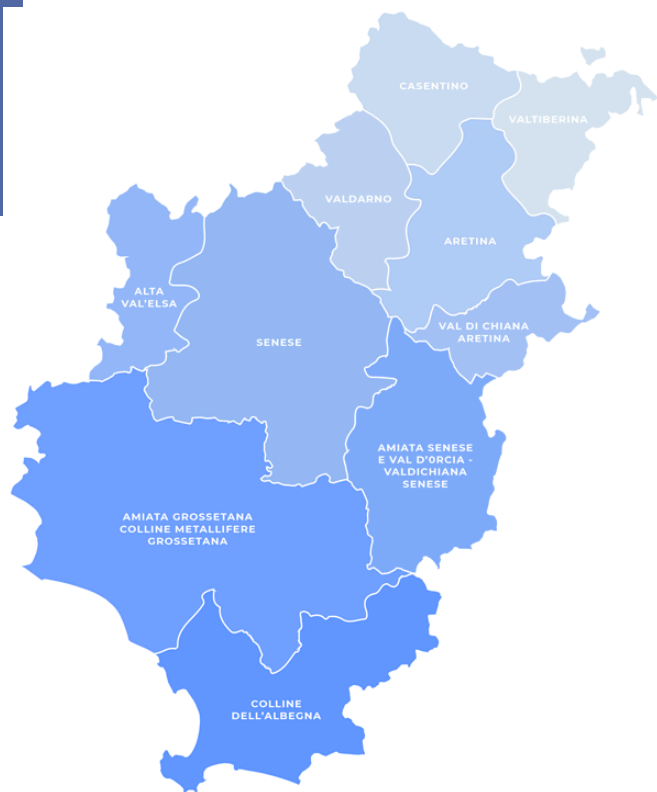 CASENTINO
VALTIBERINA
VALDARNO
ARETINA
ALTA
VAL'ELSA
VAL DI CHIANA
ARETINA
SENESE
AMIATA SENESE
E VAL D'0RCIA -
VALDICHIANA
SENESE
AMIATA GROSSETANA
COLLINE METALLIFERE
GROSSETANA
COLLINE
DELL'ALBEGNA